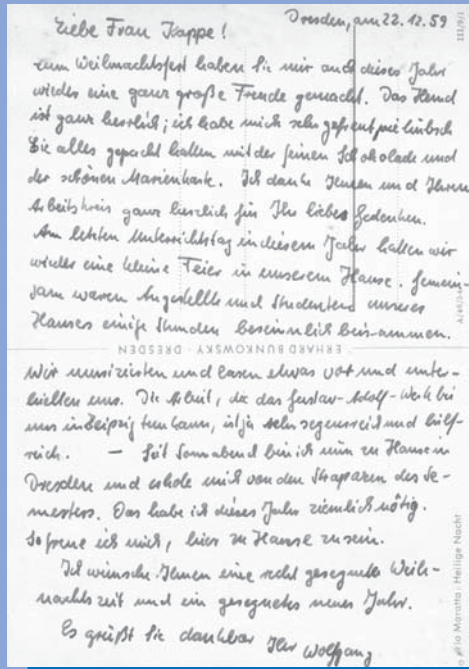 Dresden, am 22.12.59
Liebe Frau Kappe!
zum Weihnachtsfest haben Sie mir auch dieses Jahr
wieder eine ganz große Freude gemacht. Das Hemd
ist ganz herrlich; ich habe mich sehr gefreut wie hübsch
Sie alles gepackt hatten mit der feinen Schokolade und
der schönen Marienkarte. Ich danke Ihnen und Ihrem
Arbeitskreis ganz herzlich für Ihr liebes Gedenken.
Am letzten Unterrichtstag in diesem Jahr hatten wir
wieder eine kleine Feier in unserem Hause. Gemein-
sam waren Angestellte und Studenten unseres
Hauses einige Stunden besinnlich beisammen.
ERHARD BUNKOWSKY · DRESDEN
Wir musizierten und lasen etwas vor und unter-
hielten uns. Die Arbeit, die das Gustav-Adolf-Werk bei
uns in Leipzig tun kann, ist ja sehr segensreich und hilf-
reich. — Seit Sonnabend bin ich nun zu Hause in
Dresden und erhole mich von den Strapazen des Se-
mesters. Das habe ich dieses Jahr ziemlich nötig.
So freue ich mich, hier zu Hause zu sein.
Ich wünsche Ihnen eine recht gesegnete Weih-
nachtszeit und ein gesegnetes neues Jahr.
Es grüßt Sie dankbar Ihr Wolfgang
Maratta: Heilige Nacht